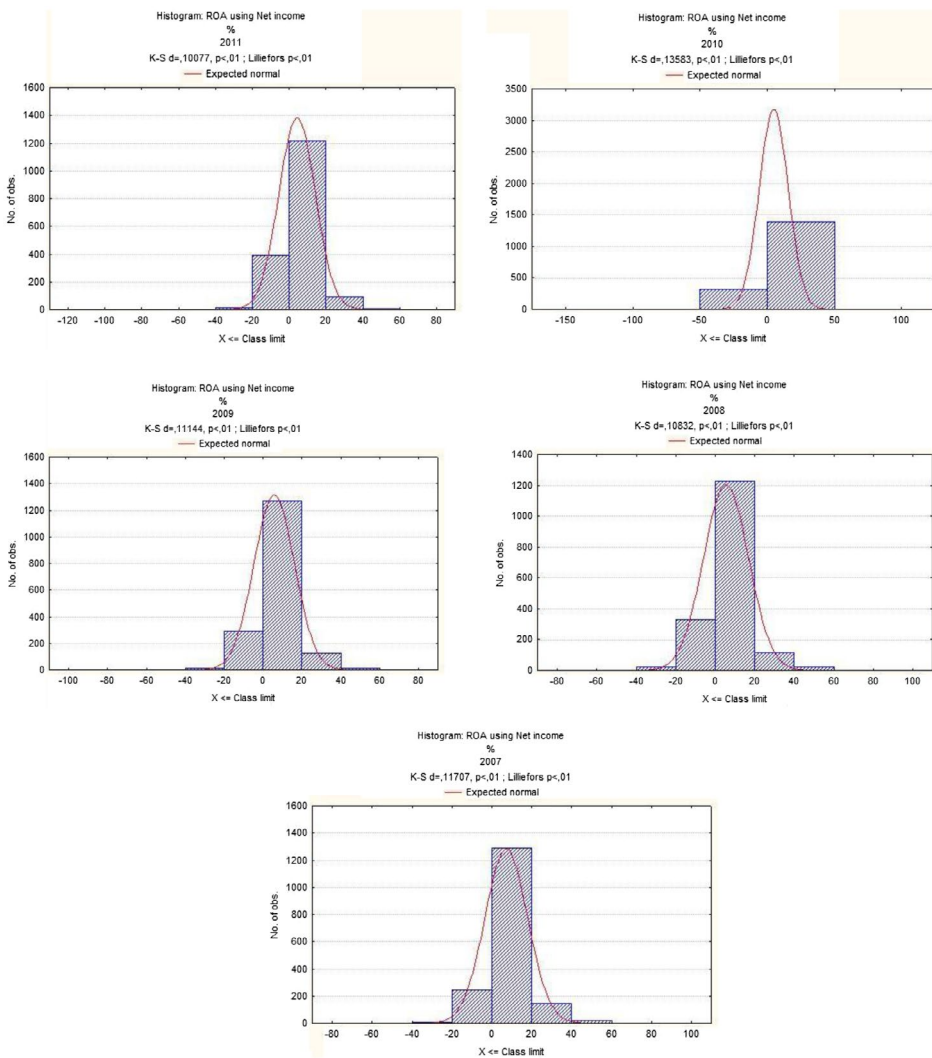 Histogram: ROA using Net income
%
2011
K-S d=,10077, p<,01 ; Lilliefors p<,01
Expected normal
1600
1400
1200
1000
800
600
400
200
0
No. of obs.
-120 -100 -80 -60 -40 -20 0 20 40 60 80
X <= Class limit
Histogram: ROA using Net income
%
2010
K-S d=,13583, p<,01 ; Lilliefors p<,01
Expected normal
3500
3000
2500
2000
1500
1000
500
0
No. of obs.
-150 -100 -50 0 50 100
X <= Class limit
Histogram: ROA using Net income
%
2009
K-S d=,11144, p<,01 ; Lilliefors p<,01
Expected normal
1600
1400
1200
1000
800
600
400
200
0
No. of obs.
-100 -80 -60 -40 -20 0 20 40 60 80
X <= Class limit
Histogram: ROA using Net income
%
2008
K-S d=,10832, p<,01 ; Lilliefors p<,01
Expected normal
1400
1200
1000
800
600
400
200
0
No. of obs.
-80 -60 -40 -20 0 20 40 60 80 100
X <= Class limit
Histogram: ROA using Net income
%
2007
K-S d=,11707, p<,01 ; Lilliefors p<,01
Expected normal
1600
1400
1200
1000
800
600
400
200
0
No. of obs.
-80 -60 -40 -20 0 20 40 60 80 100
X <= Class limit